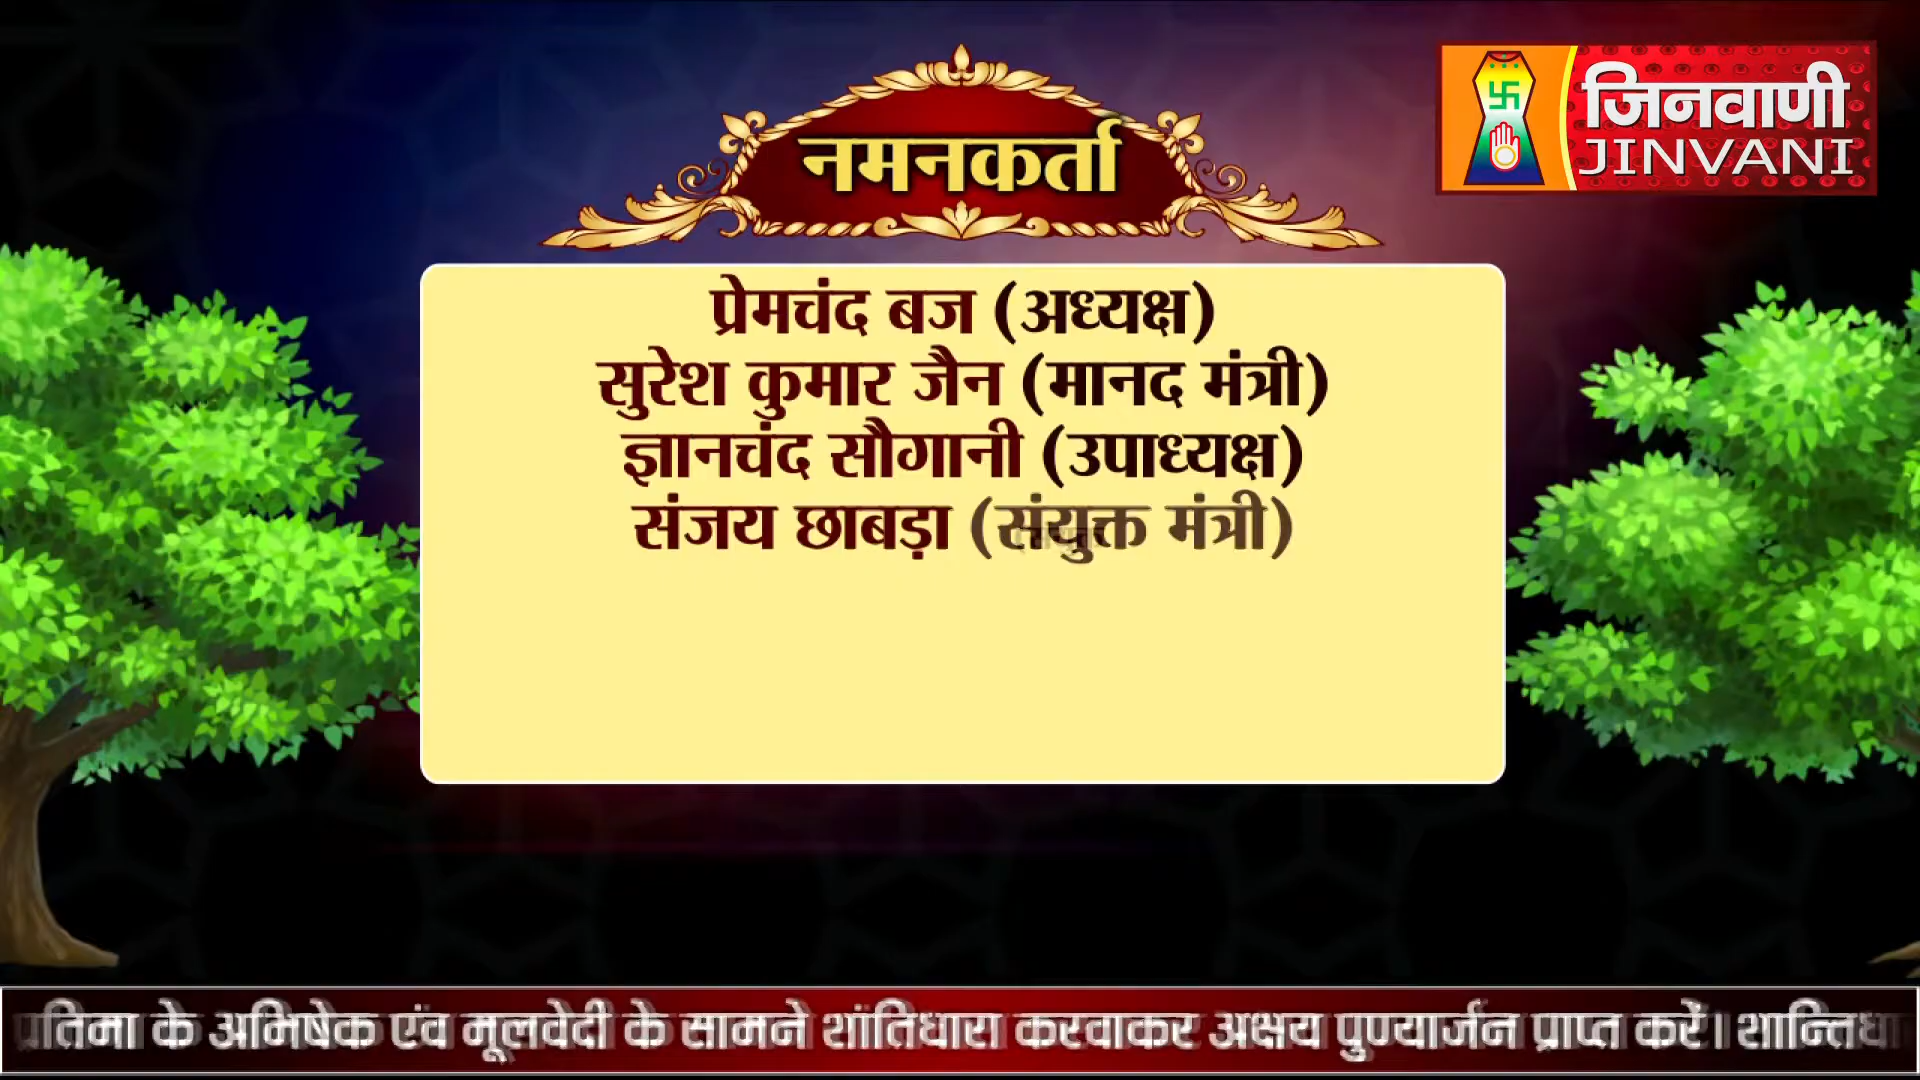 नमनकर्ता
जिनवाणी
JINVANI
प्रेमचंद बज (अध्यक्ष)
सुरेश कुमार जैन (मानद मंत्री)
ज्ञानचंद सौगानी (उपाध्यक्ष)
संजय छाबड़ा (संयुक्त मंत्री)
प्रतिमा के अभिषेक एंव मूलवेदी के सामने शांतिधारा करवाकर अक्षय पुण्यार्जन प्राप्त करें। शान्तिधा